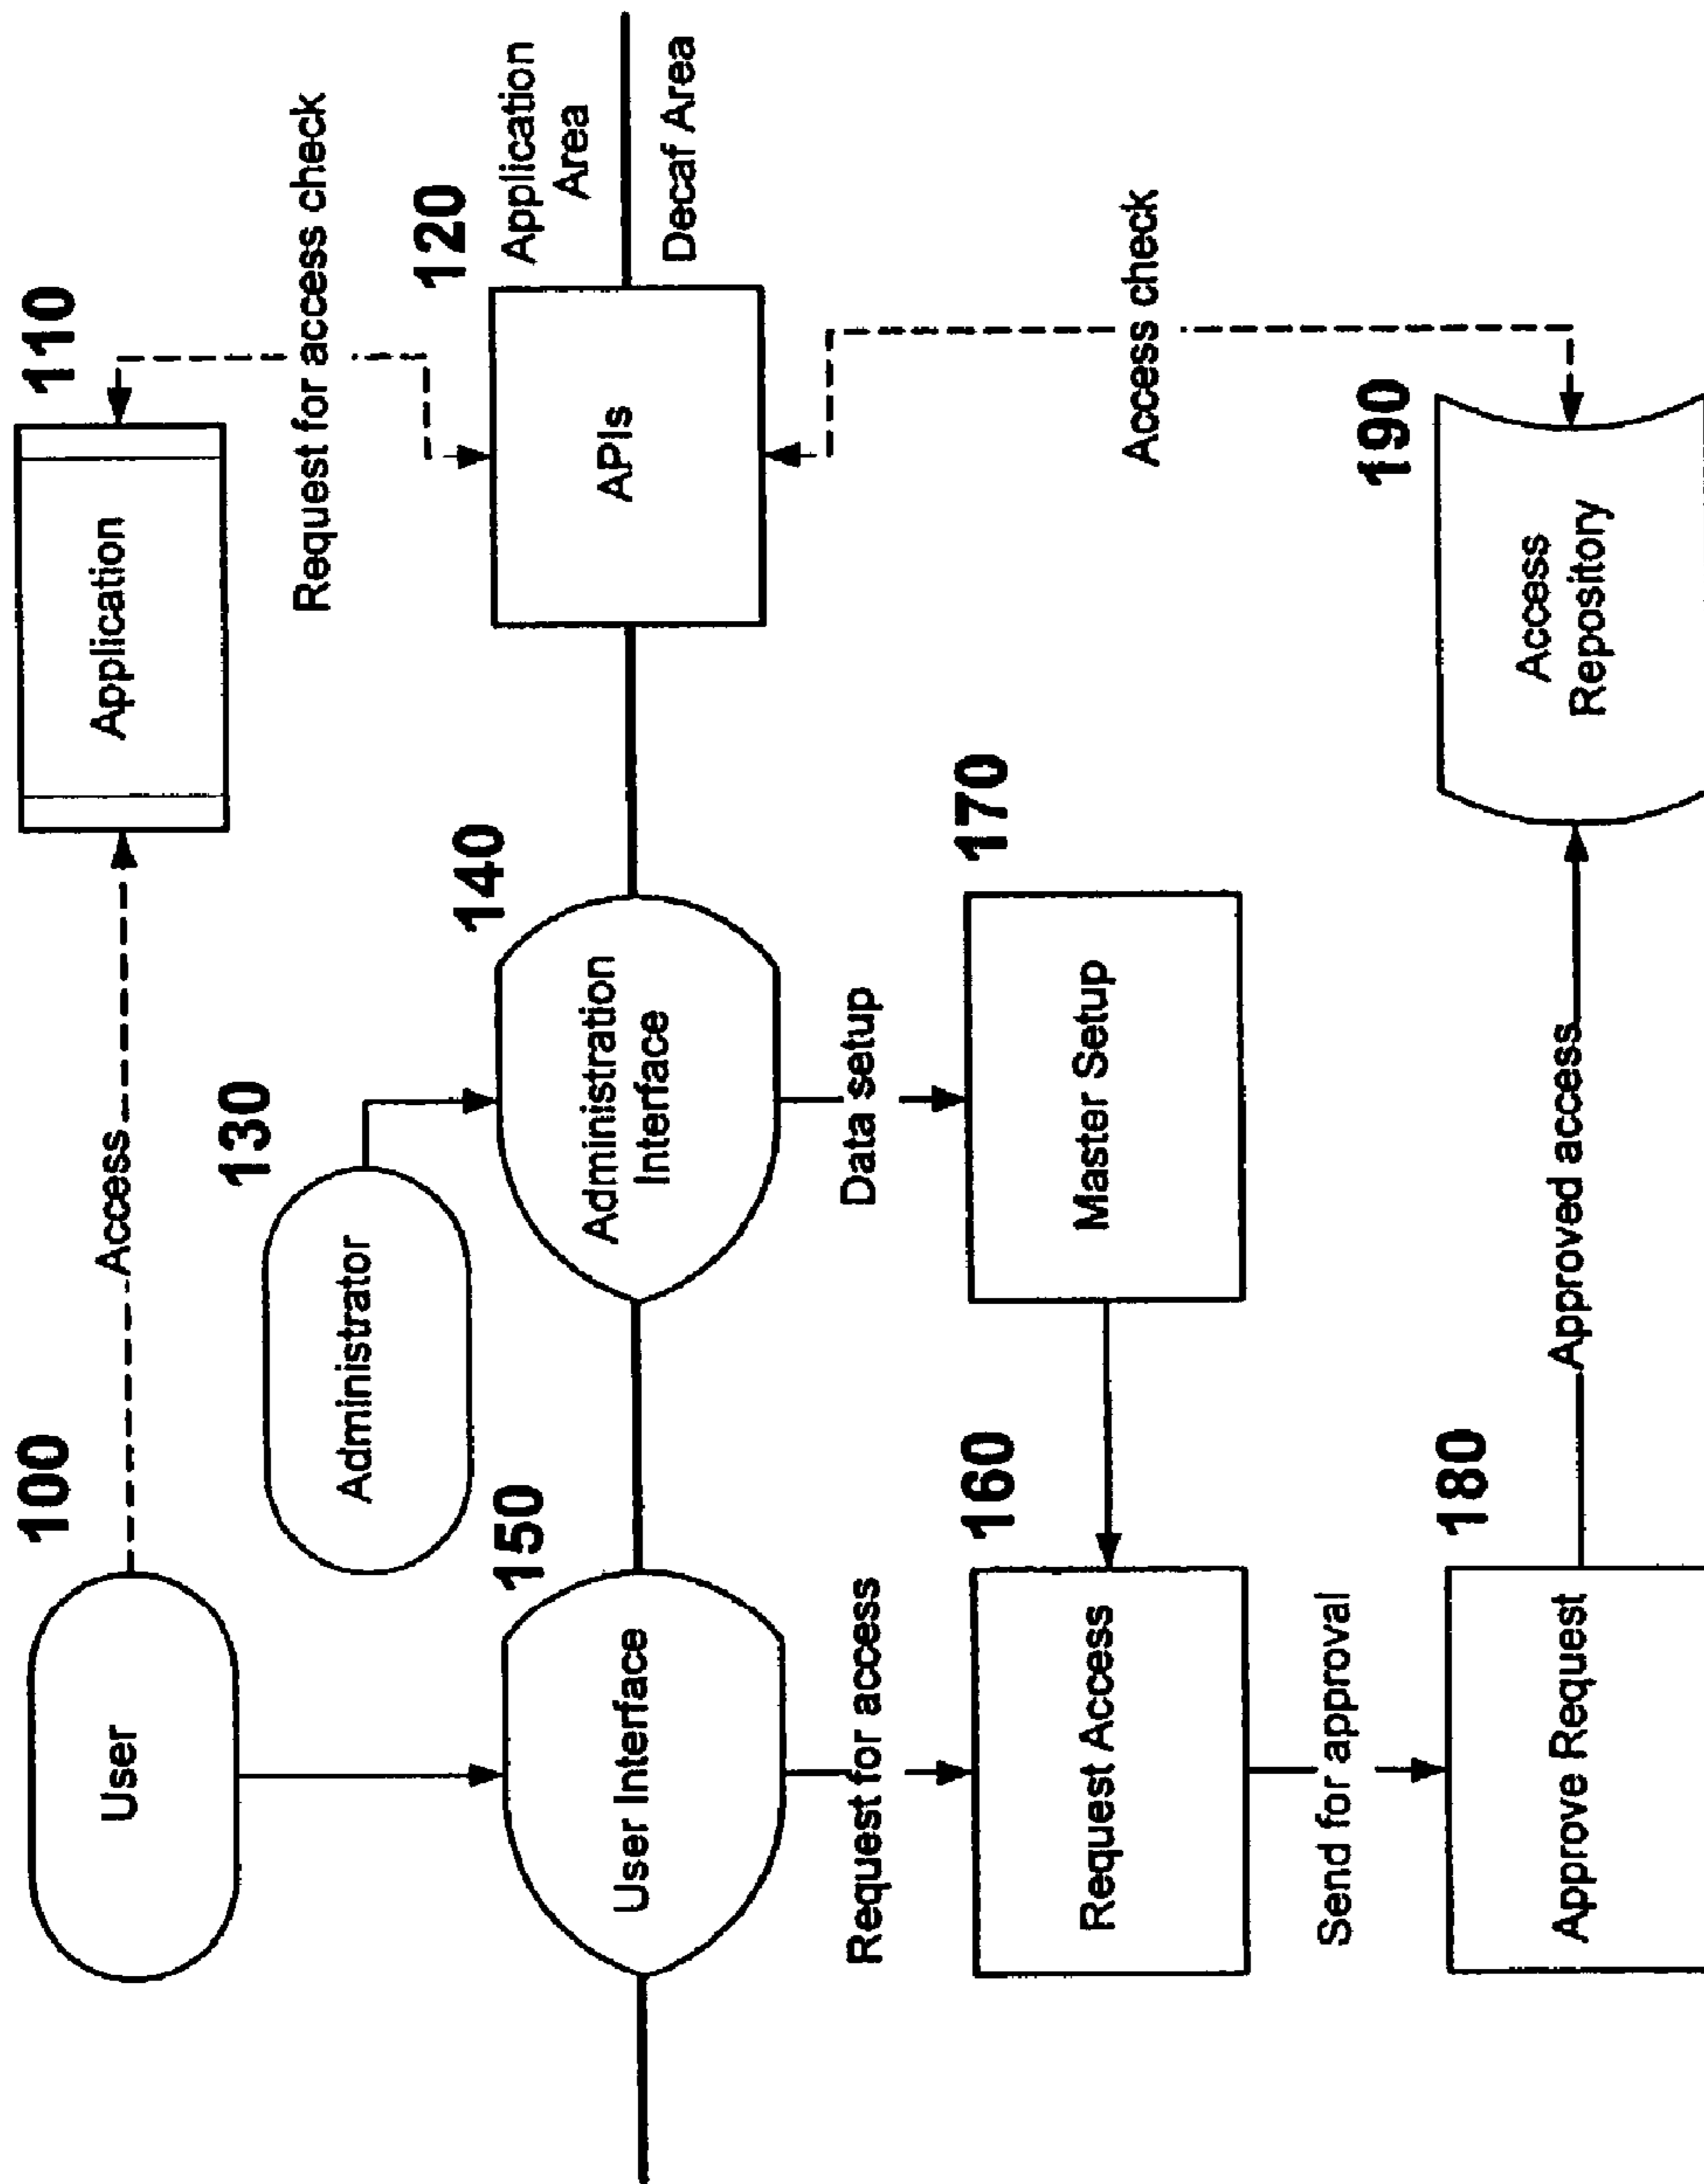 100
User
Access
110
Application
130
Administrator
Request for access check
120
Application
Area
Decaf Area
150
User Interface
140
Administration
Interface
APIs
Request for access
Data setup
Access check
160
Request Access
170
Master Setup
Send for approval
180
Approve Request
Approved access
190
Access
Repository